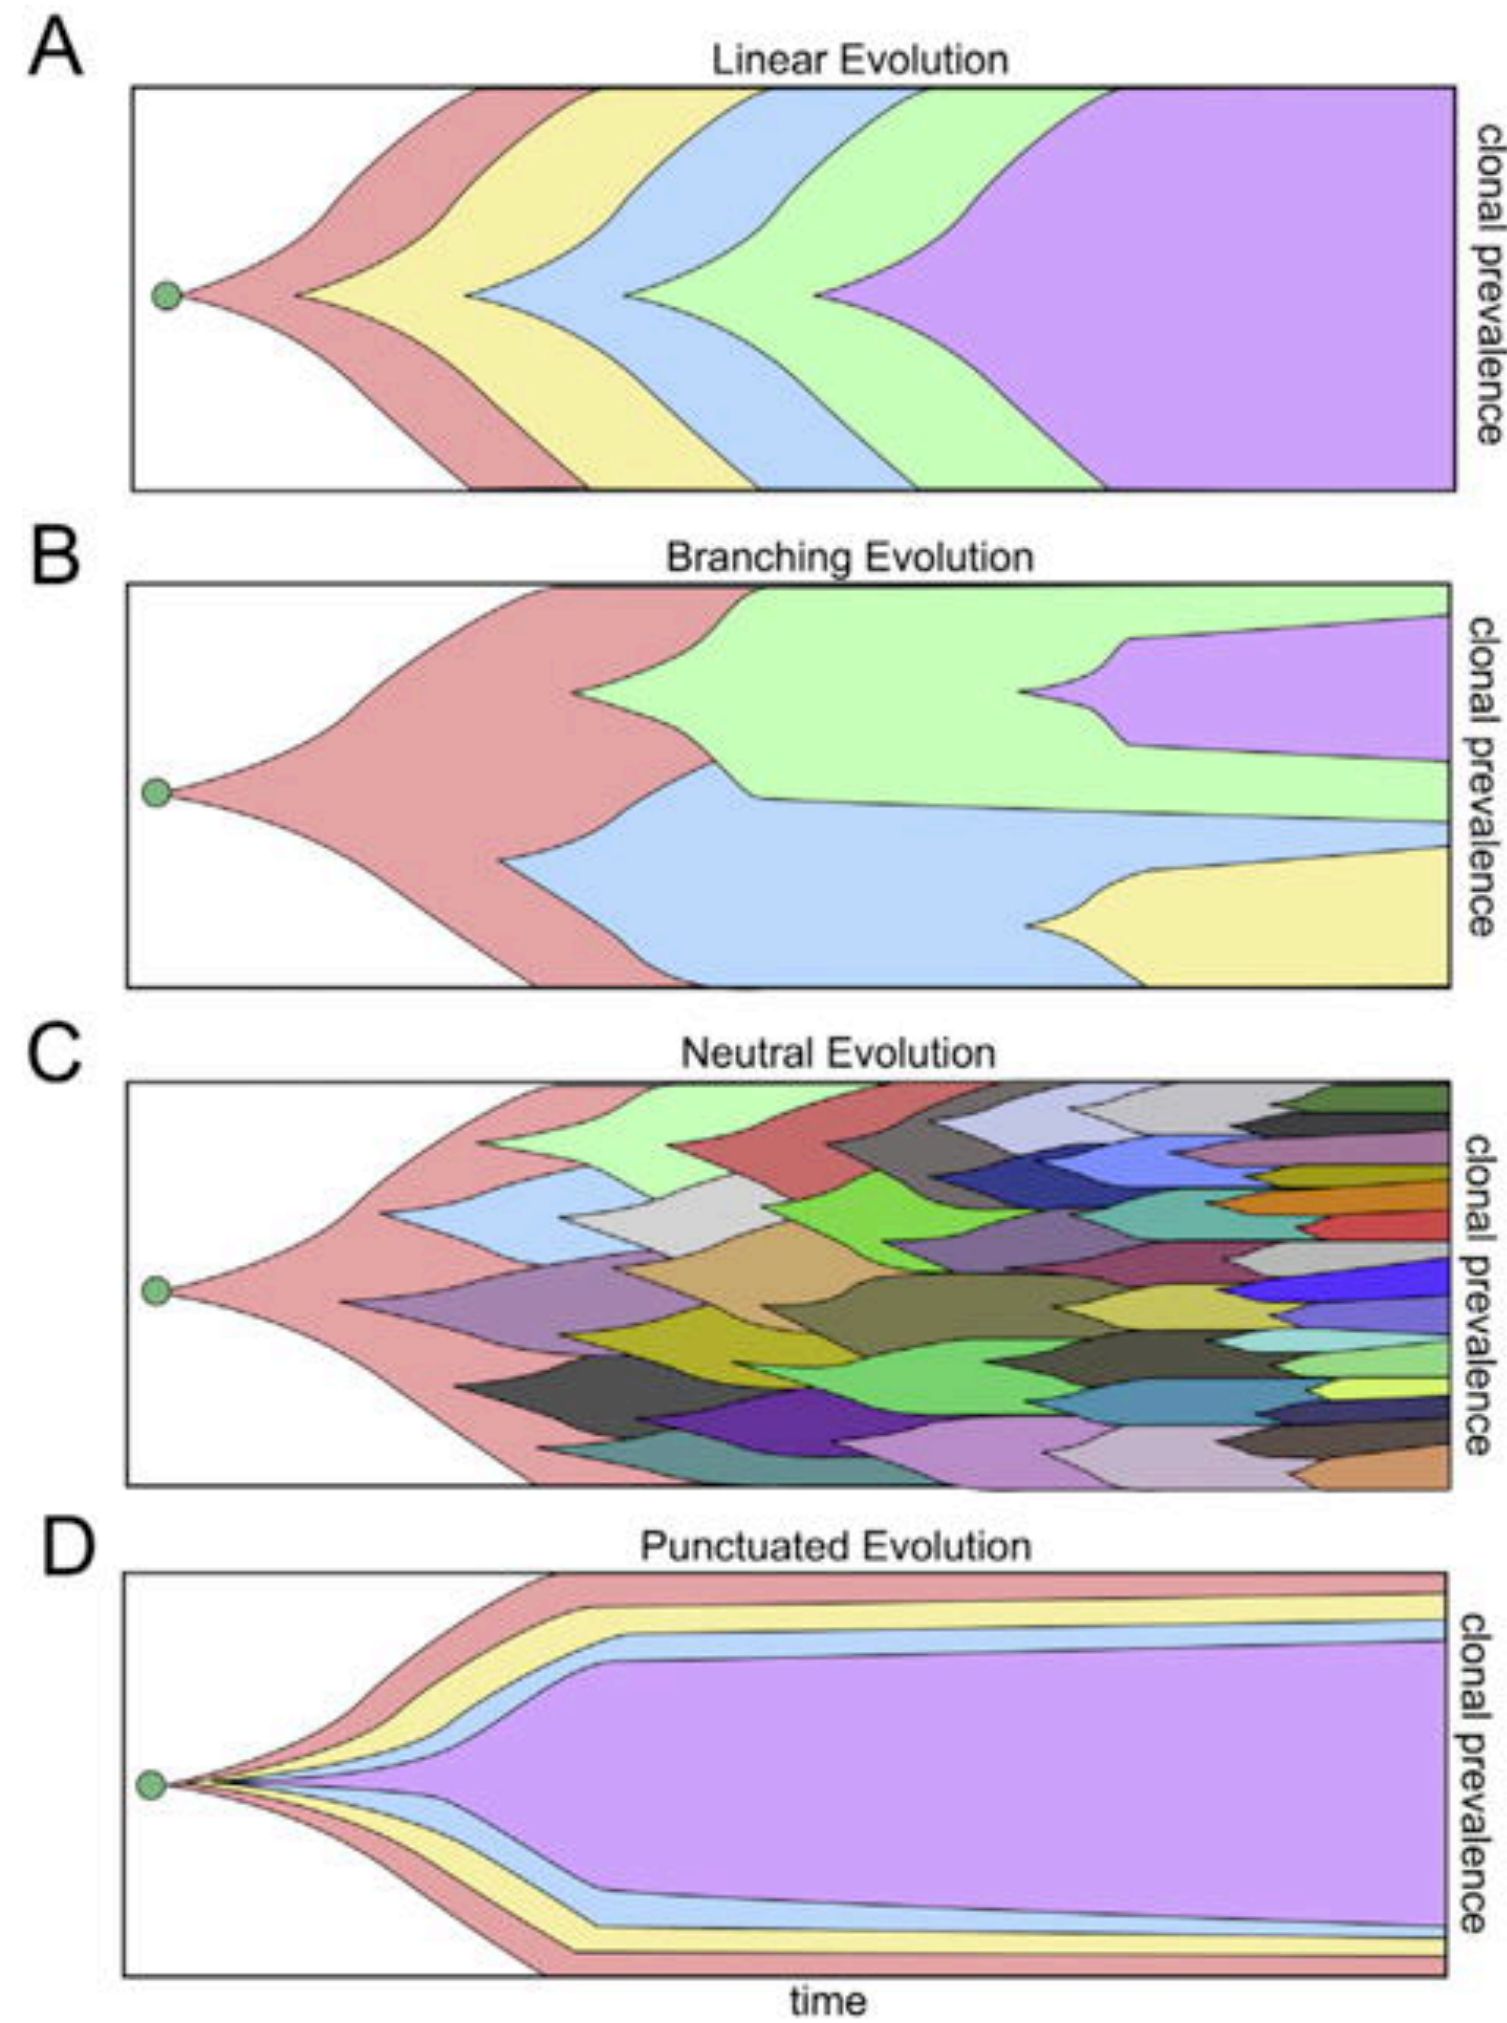 A
Linear Evolution
clonal prevalence
B
Branching Evolution
clonal prevalence
C
Neutral Evolution
clonal prevalence
D
Punctuated Evolution
clonal prevalence
time